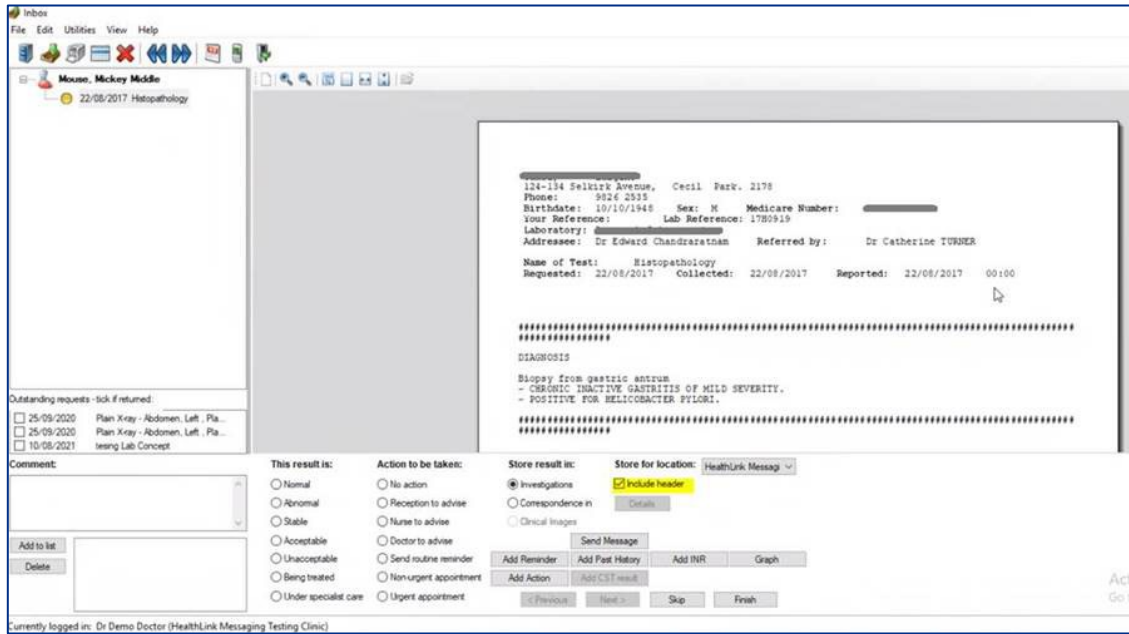 Inbox
File Edit Utilities View Help
Mouse, Mickey Middle
22/08/2017 Histopathology
124-134 Selkirk Avenue, Cecil Park. 2178
Phone: 9826 2535
Birthdate: 10/10/1948 Sex: M Medicare Number:
Your Reference: Lab Reference: 17H0919
Laboratory:
Addressee: Dr Edward Chandraratnam Referred by: Dr Catherine TURNER
Name of Test: Histopathology
Requested: 22/08/2017 Collected: 22/08/2017 Reported: 22/08/2017 00:00
DIAGNOSIS
Biopsy from gastric antrum
- CHRONIC INACTIVE GASTRITIS OF MILD SEVERITY.
- POSITIVE FOR HELICOBACTER PYLORI.
Outstanding requests - tick if returned:
25/09/2020 Plain X-ray - Abdomen, Left , Pla...
25/09/2020 Plain X-ray - Abdomen, Left , Pla...
10/08/2021 tesing Lab Concept
Comment:
Add to list
Delete
This result is:
Normal
Abnormal
Stable
Acceptable
Unacceptable
Being treated
Under specialist care
Action to be taken:
No action
Reception to advise
Nurse to advise
Doctor to advise
Send routine reminder
Non-urgent appointment
Urgent appointment
Store result in:
Investigations
Correspondence in
Clinical Images
Store for location: HealthLink Messagi
Include header
Details
Send Message
Add Reminder Add Past History Add INR Graph
Add Action Add CST result
< Previous Next > Skip Finish
Currently logged in: Dr Demo Doctor (HealthLink Messaging Testing Clinic)